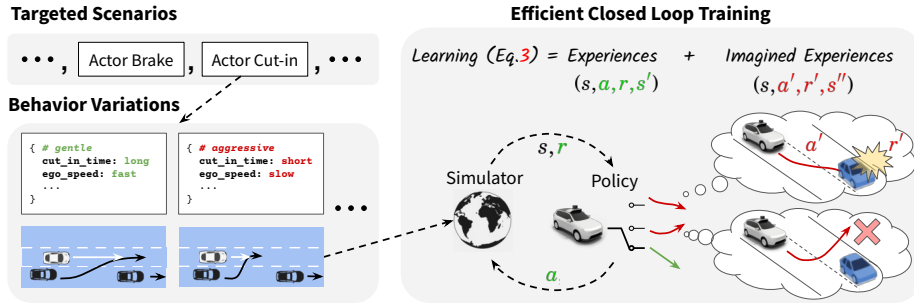 Targeted Scenarios
••• , Actor Brake , Actor Cut-in , •••
Behavior Variations
{ # gentle
cut_in_time: long
ego_speed: fast
...
}
{ # aggressive
cut_in_time: short
ego_speed: slow
...
}
•••
Efficient Closed Loop Training
Learning (Eq.3) = Experiences + Imagined Experiences
(s,a,r,s′) (s,a′,r′,s′′)
s,r
Simulator Policy
a
a′ r′